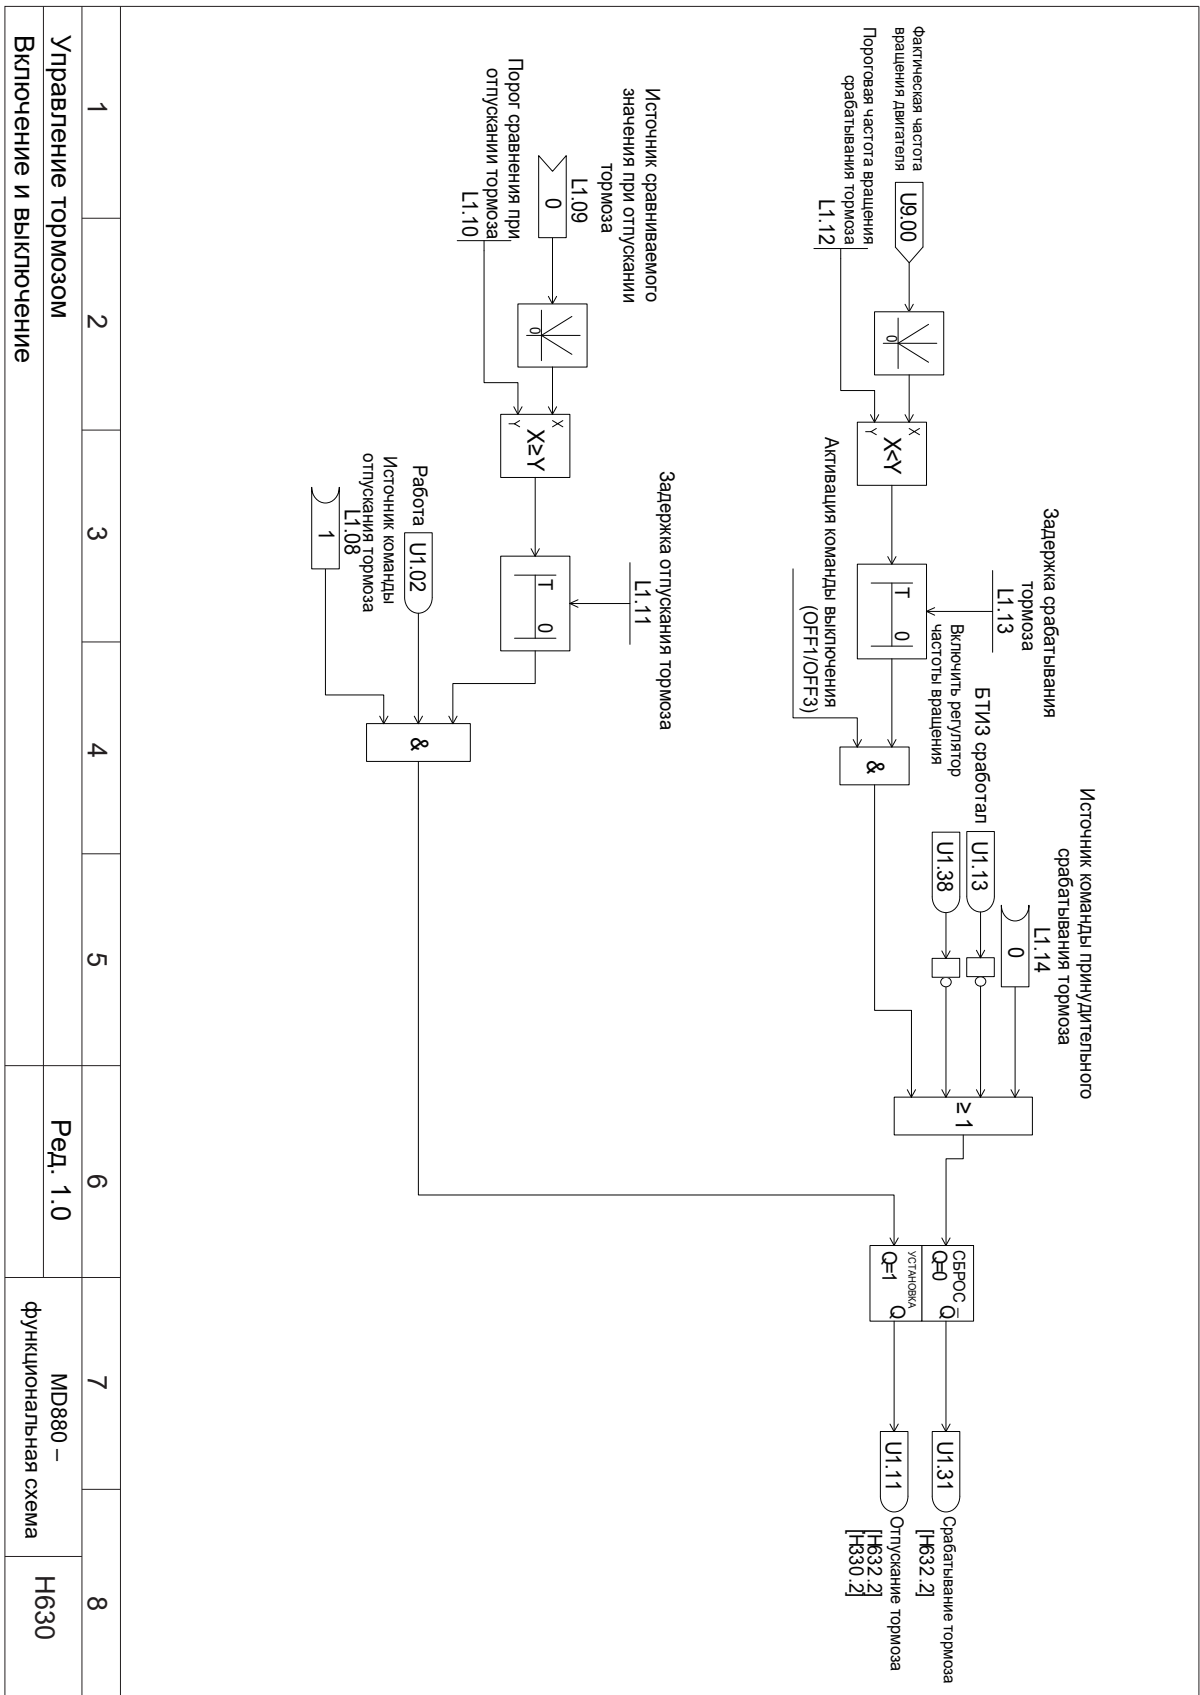 Фактическая частота
вращения двигателя
U9.00
Пороговая частота вращения
срабатывания тормоза
L1.12
0
X
Y
X<Y
Задержка срабатывания
тормоза
L1.13
T
0
Активация команды выключения
(OFF1/OFF3)
&
Включить регулятор
частоты вращения
U1.38
БТИЗ сработал
U1.13
Источник команды принудительного
срабатывания тормоза
L1.14
0
≥ 1
Источник сравниваемого
значения при отпускании
тормоза
L1.09
0
Порог сравнения при
отпускании тормоза
L1.10
0
X
Y
X≥Y
Задержка отпускания тормоза
L1.11
T
0
Работа
U1.02
Источник команды
отпускания тормоза
L1.08
1
&
СБРОС
Q=0
Q
УСТАНОВКА
Q=1
Q
U1.31
Срабатывание тормоза
[H632.2]
U1.11
Отпускание тормоза
[H632.2]
[H330.2]
1
2
3
4
5
6
7
8
Управление тормозом
Включение и выключение
Ред. 1.0
MD880 –
функциональная схема
H630